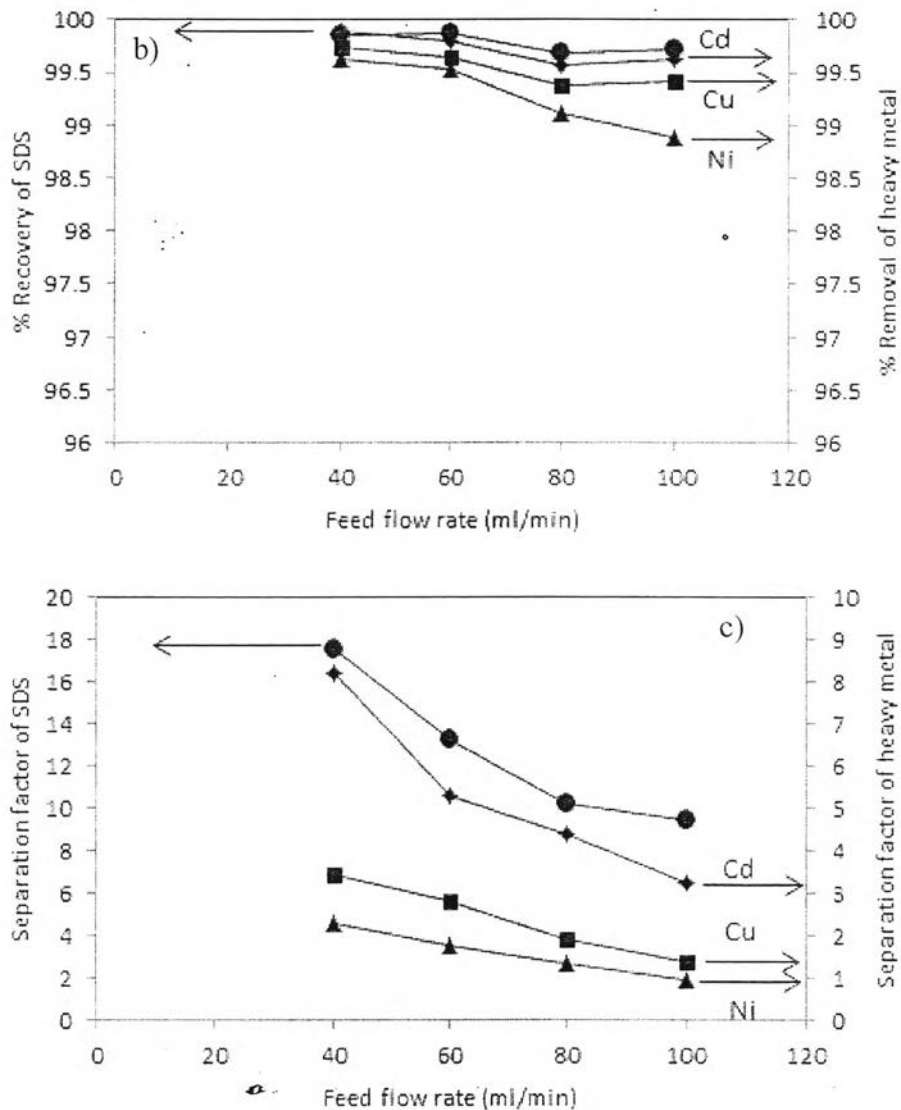 b)
% Recovery of SDS
100
99.5
99
98.5
98
97.5
97
96.5
96
100
99.5
99
98.5
98
97.5
97
96.5
96
% Removal of heavy metal
Cd
Cu
Ni
0 20 40 60 80 100 120
Feed flow rate (ml/min)
c)
Separation factor of SDS
20
18
16
14
12
10
8
6
4
2
0
10
9
8
7
6
5
4
3
2
1
0
Separation factor of heavy metal
Cd
Cu
Ni
0 20 40 60 80 100 120
Feed flow rate (ml/min)